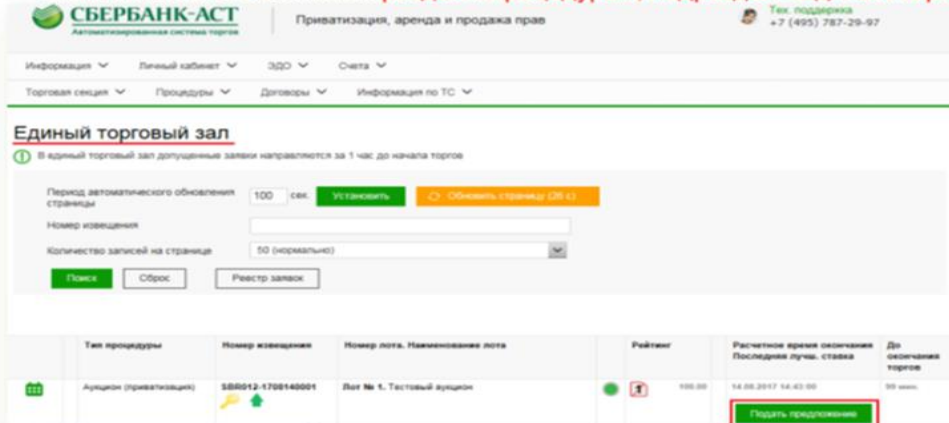 СБЕРБАНК-АСТ
Автоматизированная система торгов
Приватизация, аренда и продажа прав
Тех. поддержка
+7 (495) 787-29-97
Информация Личный кабинет ЭДО Счета
Торговая секция Процедуры Договоры Информация по ТС
Единый торговый зал
В единый торговый зал допущенные заявки направляются за 1 час до начала торгов
Период автоматического обновления страницы 100 сек. Установить Обновить страницу (26 с)
Номер извещения
Количество записей на странице 50 (нормально)
Поиск Сброс Реестр заявок
Тип процедуры Номер извещения Номер лота. Наименование лота Рейтинг Расчетное время окончания До
Последняя лучш. ставка окончания
торгов
Аукцион (приватизация) SBR012-1708140001 Лот № 1. Тестовый аукцион 1 100.00 14.08.2017 14:43:00 99 мин.
Подать предложение